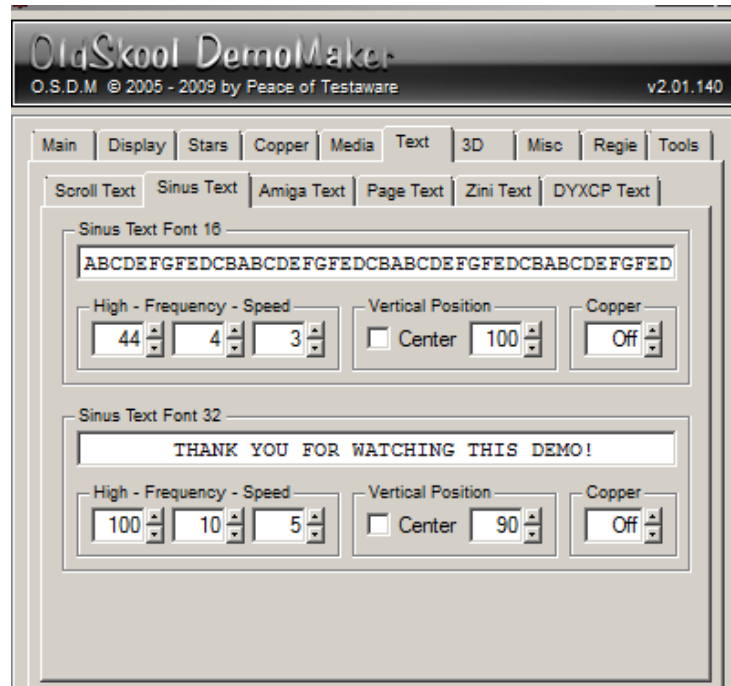 OldSkool DemoMaker
O.S.D.M © 2005 - 2009 by Peace of Testaware v2.01.140
Main Display Stars Copper Media Text 3D Misc Regie Tools
Scroll Text Sinus Text Amiga Text Page Text Zini Text DYXCP Text
Sinus Text Font 16
ABCDEFGFEDCBABCDEFGFEDCBABCDEFGFEDCBABCDEFGFED
High - Frequency - Speed Vertical Position Copper
44 4 3 Center 100 Off
Sinus Text Font 32
THANK YOU FOR WATCHING THIS DEMO!
High - Frequency - Speed Vertical Position Copper
100 10 5 Center 90 Off